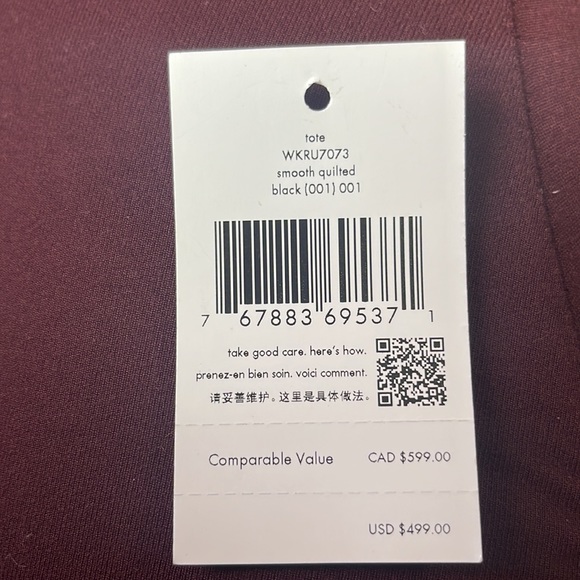 tote
WKRU7073
smooth quilted
black (001) 001
7 67883 69537 1
take good care. here's how.
prenez-en bien soin. voici comment.
请妥善维护。这里是具体做法。
Comparable Value CAD $599.00
USD $499.00